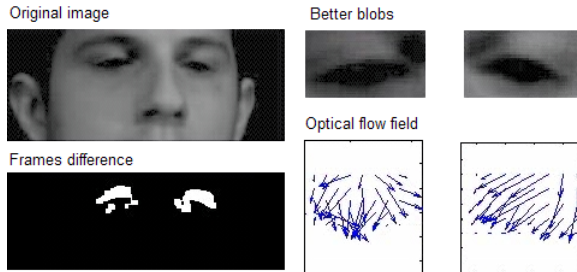 Original image
Better blobs
Optical flow field
Frames difference